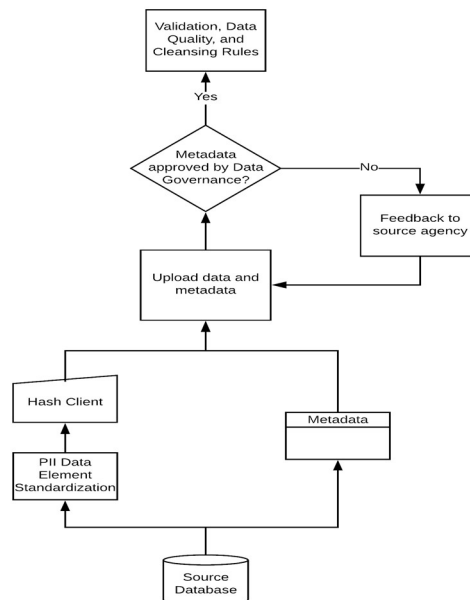 Validation, Data
Quality, and
Cleansing Rules
Yes
Metadata
approved by Data
Governance?
No
Feedback to
source agency
Upload data and
metadata
Hash Client
Metadata
PII Data
Element
Standardization
Source
Database